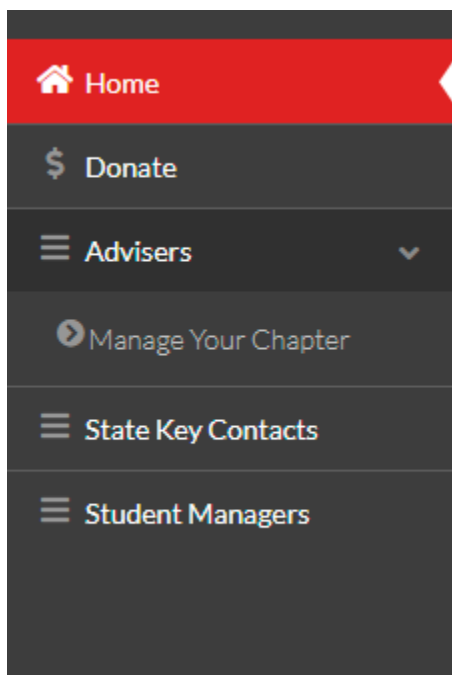 Home
$ Donate
Advisers
Manage Your Chapter
State Key Contacts
Student Managers